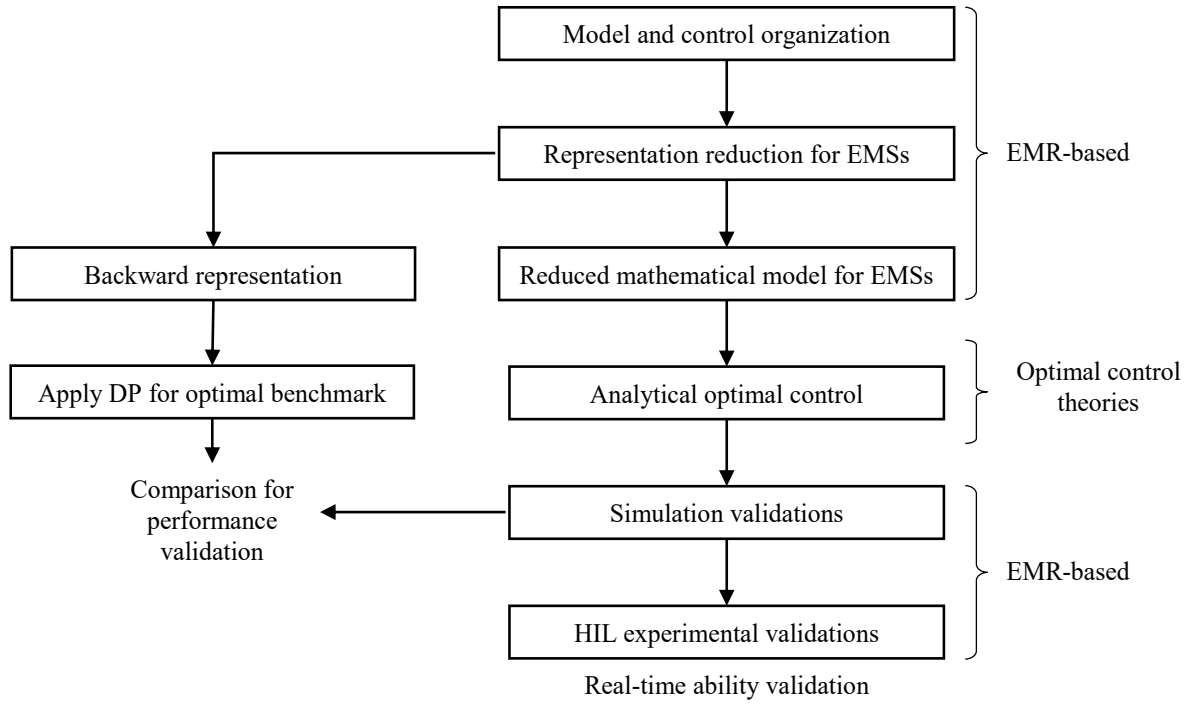 Model and control organization
Representation reduction for EMSs
EMR-based
Backward representation
Reduced mathematical model for EMSs
Apply DP for optimal benchmark
Analytical optimal control
Optimal control
theories
Comparison for
performance
validation
Simulation validations
EMR-based
HIL experimental validations
Real-time ability validation